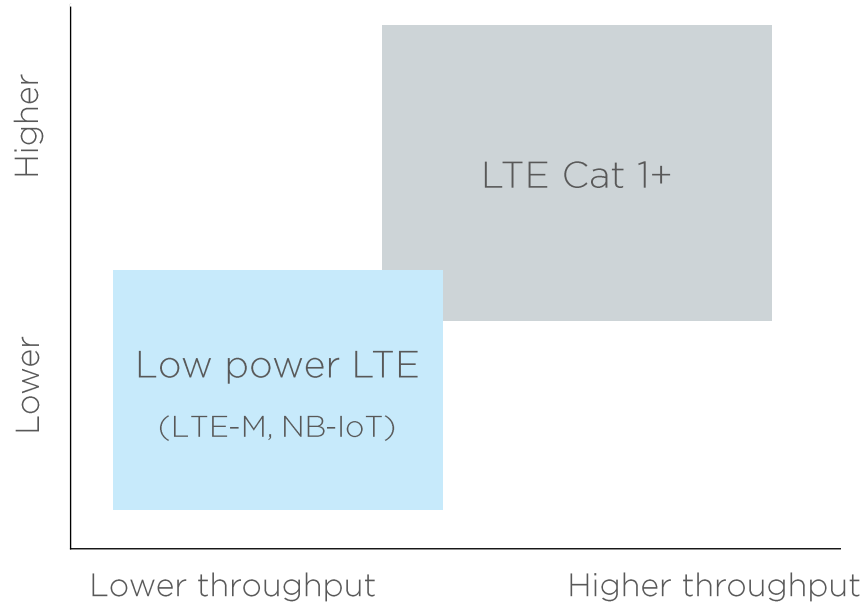 Higher
LTE Cat 1+
Lower
Low power LTE
(LTE-M, NB-IoT)
Lower throughput
Higher throughput